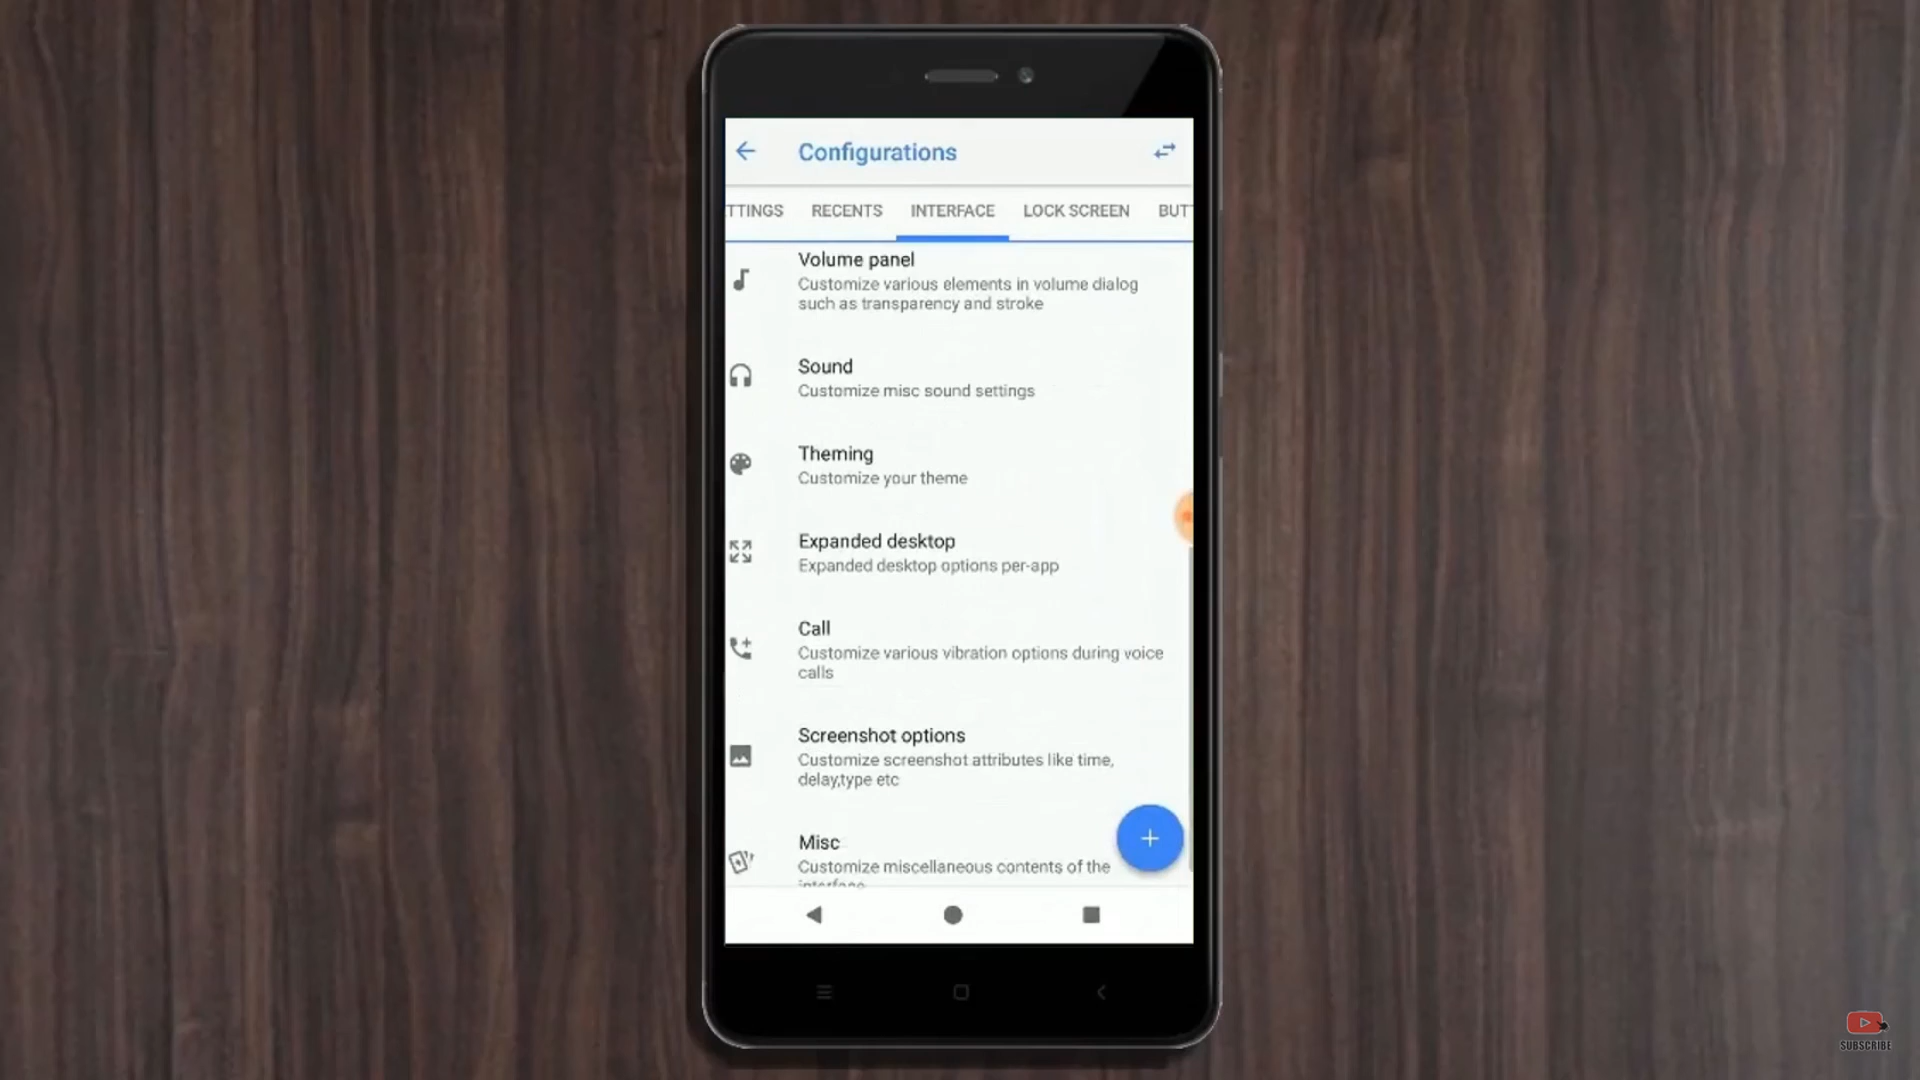 Configurations
TTINGS RECENTS INTERFACE LOCK SCREEN BUT
Volume panel
Customize various elements in volume dialog
such as transparency and stroke
Sound
Customize misc sound settings
Theming
Customize your theme
Expanded desktop
Expanded desktop options per-app
Call
Customize various vibration options during voice
calls
Screenshot options
Customize screenshot attributes like time,
delay,type etc
Misc
Customize miscellaneous contents of the
interface
SUBSCRIBE